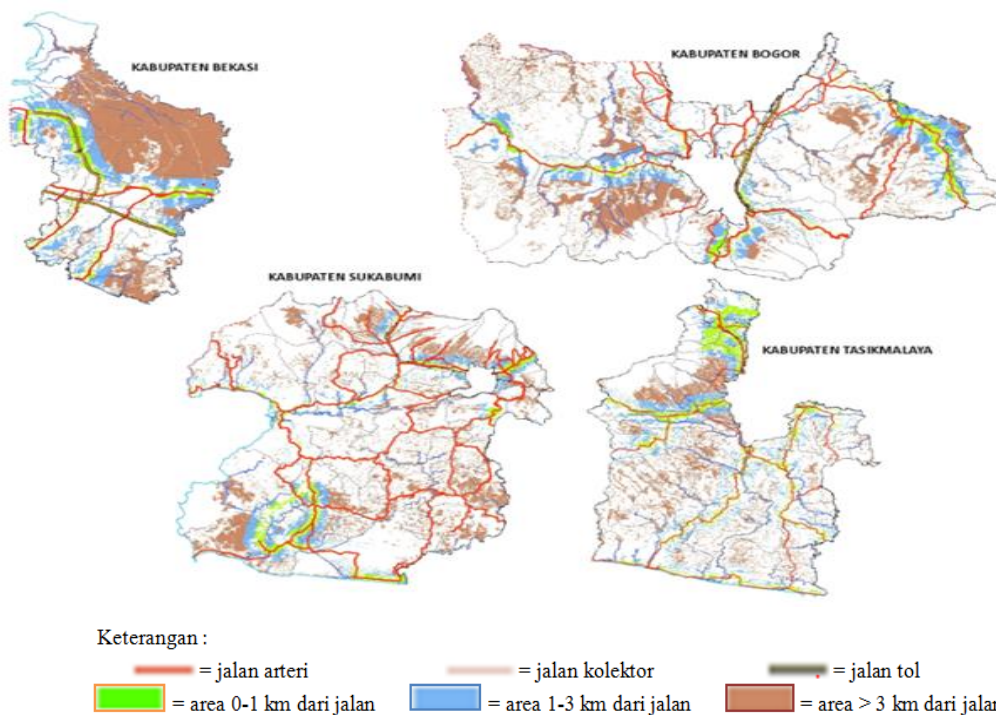 KABUPATEN BEKASI
KABUPATEN BOGOR
KABUPATEN SUKABUMI
KABUPATEN TASIKMALAYA
Keterangan :
= jalan arteri
= jalan kolektor
= jalan tol
= area 0-1 km dari jalan
= area 1-3 km dari jalan
= area > 3 km dari jalan